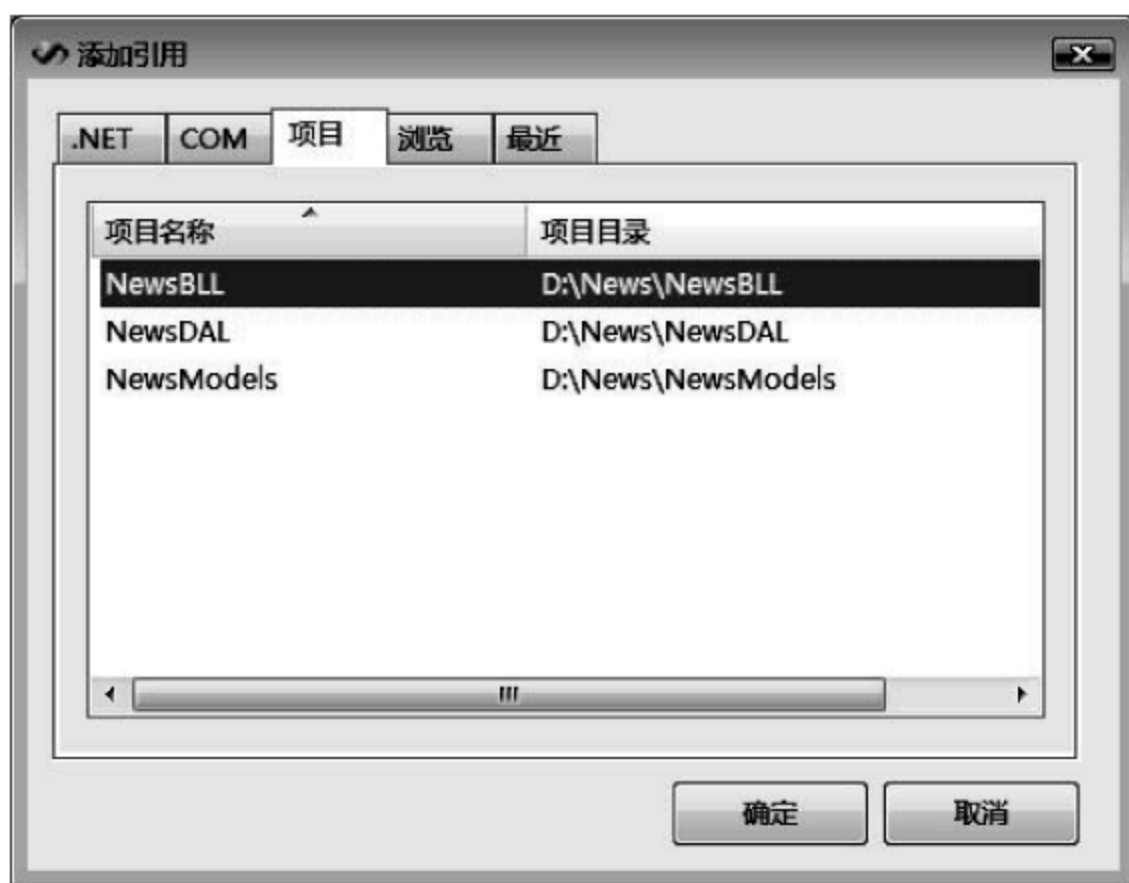 添加引用
.NET COM 项目 浏览 最近
项目名称 项目目录
NewsBLL D:\News\NewsBLL
NewsDAL D:\News\NewsDAL
NewsModels D:\News\NewsModels
确定 取消